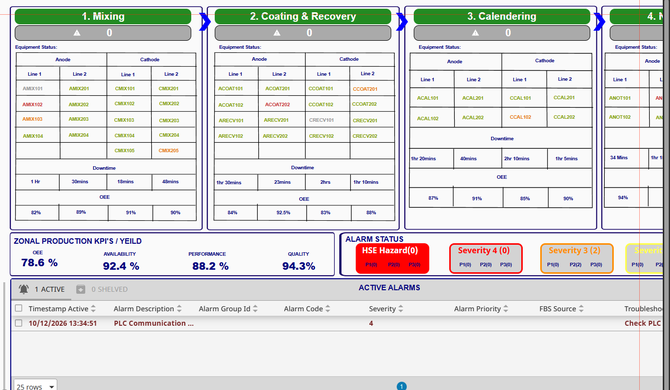 1. Mixing
0
Equipment Status:
Anode Cathode
Line 1 Line 2 Line 1 Line 2
AMIX101 AMIX201 CMIX101 CMIX201
AMIX102 AMIX202 CMIX102 CMIX202
AMIX103 AMIX203 CMIX103 CMIX203
AMIX104 AMIX204 CMIX104 CMIX204
CMIX105 CMIX205
Downtime
1 Hr 30mins 18mins 48mins
OEE
82% 89% 91% 90%
2. Coating & Recovery
0
Equipment Status:
Anode Cathode
Line 1 Line 2 Line 1 Line 2
ACOAT101 ACOAT201 CCOAT101 CCOAT201
ACOAT102 ACOAT202 CCOAT102 CCOAT202
ARECV101 ARECV201 CRECV101 CRECV201
ARECV102 ARECV202 CRECV102 CRECV202
Downtime
1hr 30mins 23mins 2hrs 1hr 10mins
OEE
84% 92.5% 83% 88%
3. Calendering
0
Equipment Status:
Anode Cathode
Line 1 Line 2 Line 1 Line 2
ACAL101 ACAL201 CCAL101 CCAL201
ACAL102 ACAL202 CCAL102 CCAL202
Downtime
1hr 20mins 40mins 2hr 10mins 1hr 5mins
OEE
87% 91% 85% 90%
4.
Equipment Status:
Anode
Line 1 Line 2
ANOT101
ANOT102
34 Mins
94%
ZONAL PRODUCTION KPI'S / YEILD
OEE AVAILABILITY PERFORMANCE QUALITY
78.6 % 92.4 % 88.2 % 94.3%
ALARM STATUS
HSE Hazard(0) Severity 4 (0) Severity 3 (2)
P1(0) P2(0) P3(0) P1(0) P2(2) P3(0) P1(0)
1 ACTIVE 0 SHELVED ACTIVE ALARMS
Timestamp Active Alarm Description Alarm Group Id Alarm Code Severity Alarm Priority FBS Source
10/12/2026 13:34:51 PLC Communication ... 4 Check PLC
25 rows 1